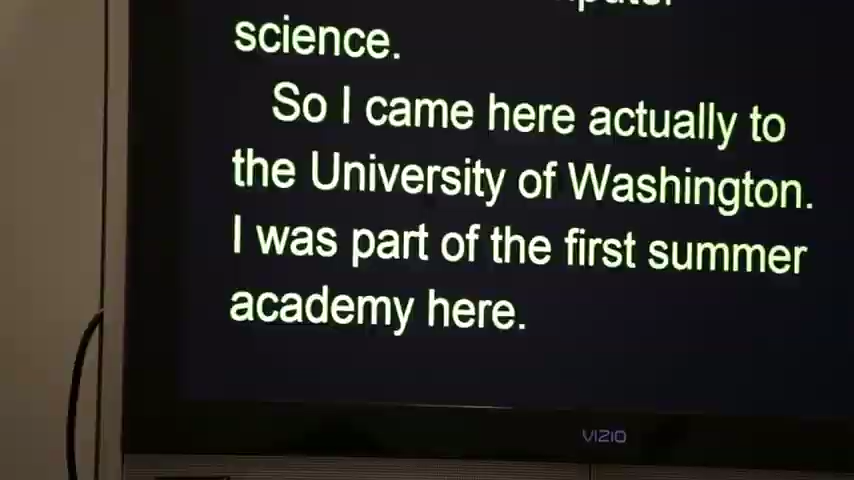 science.
So I came here actually to
the University of Washington.
I was part of the first summer
academy here.
VIZIO